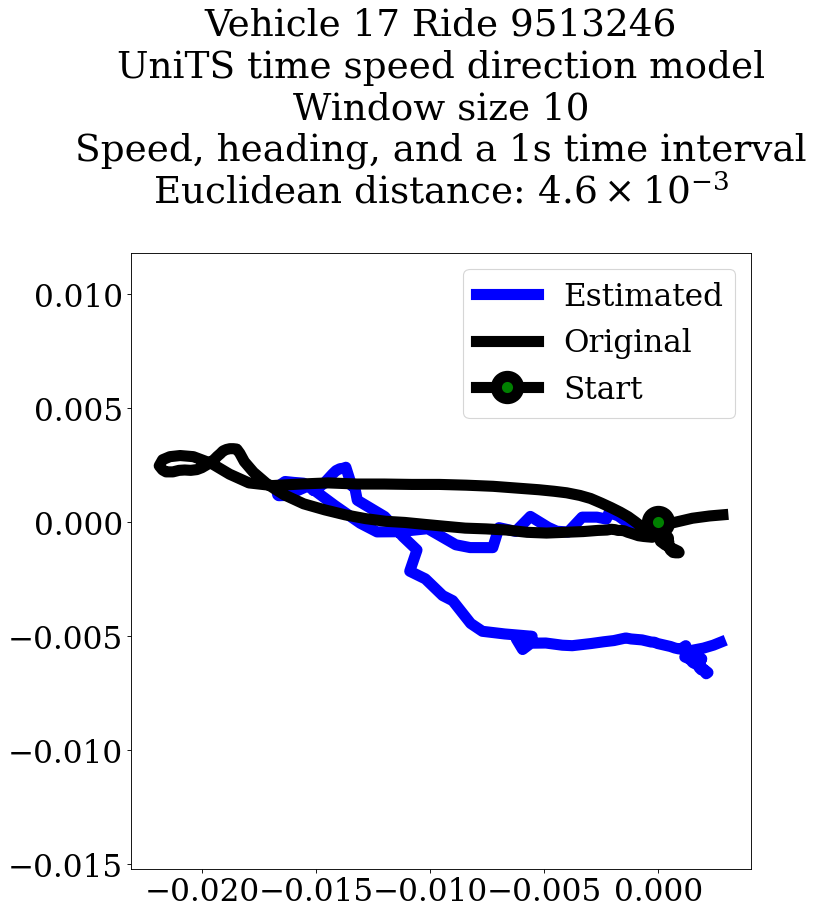 Vehicle 17 Ride 9513246
UniTS time speed direction model
Window size 10
Speed, heading, and a 1s time interval
Euclidean distance: 4.6 × 10⁻³
Estimated
Original
Start
0.010
0.005
0.000
−0.005
−0.010
−0.015
−0.020 −0.015 −0.010 −0.005 0.000